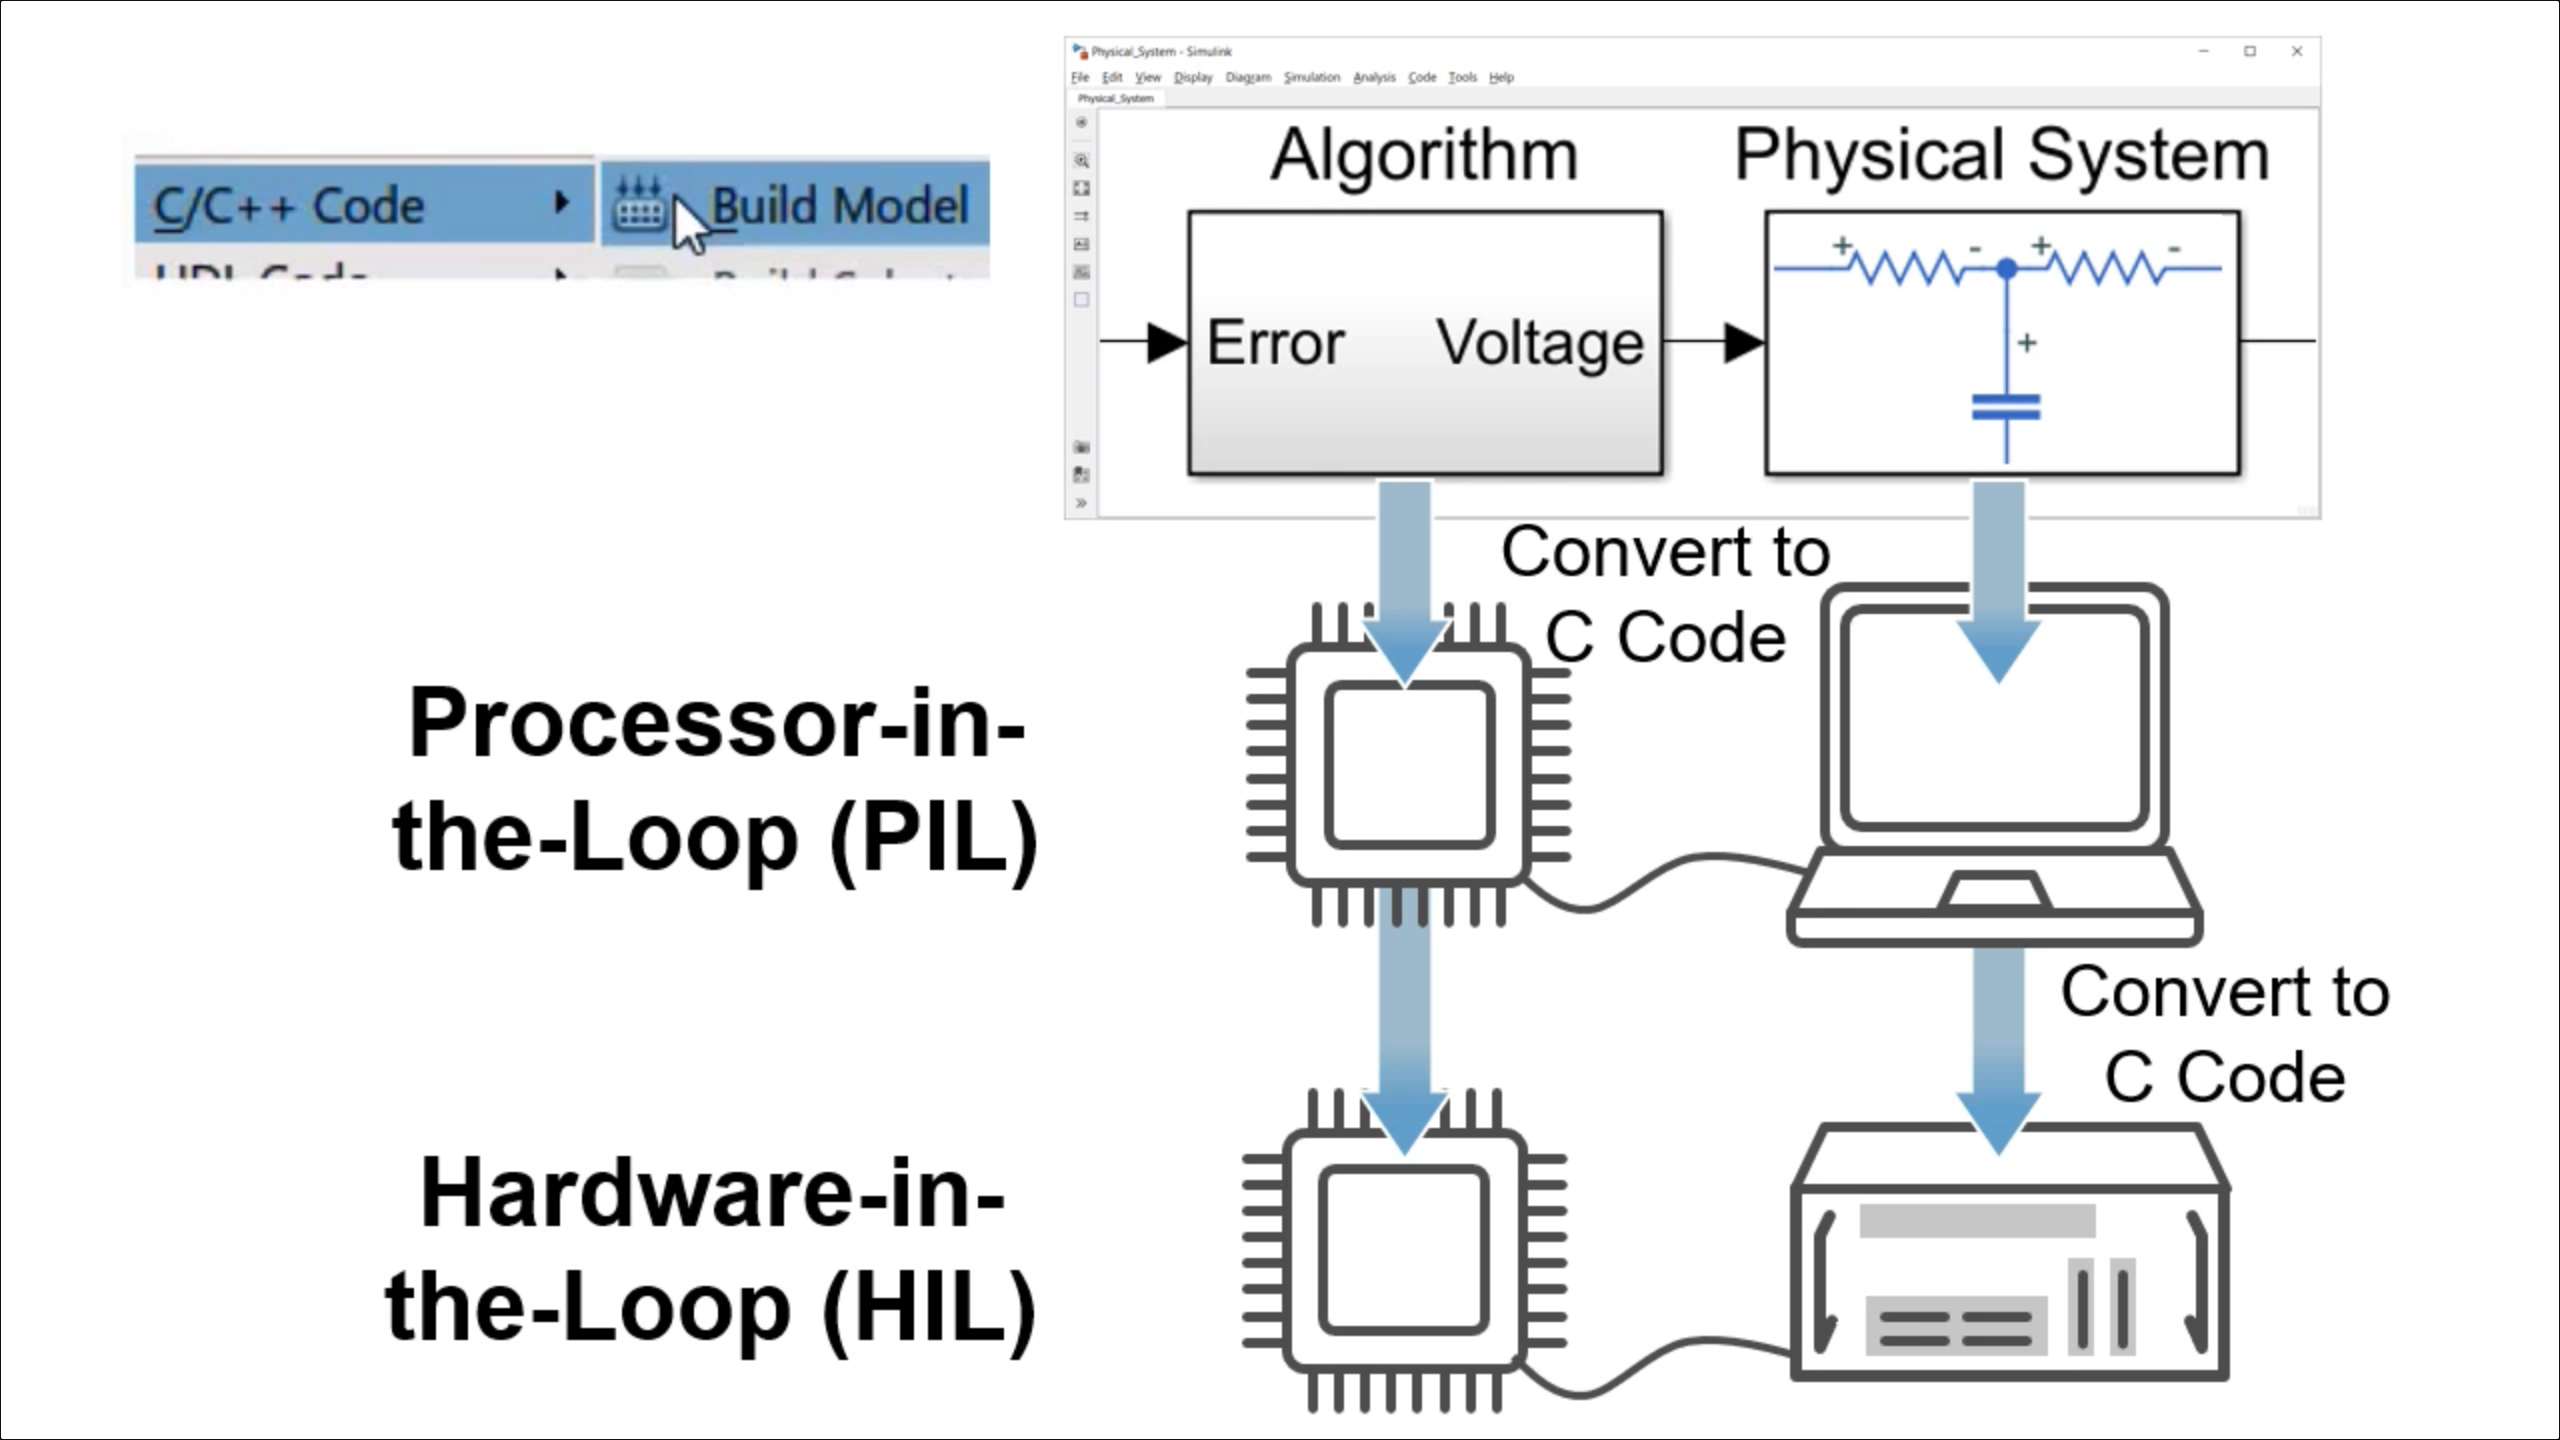 Physical_System - Simulink
File Edit View Display Diagram Simulation Analysis Code Tools Help
Physical_System
C/C++ Code
Build Model
Algorithm
Physical System
+ - + -
Error
Voltage
+
Convert to
C Code
Processor-in-
the-Loop (PIL)
Convert to
C Code
Hardware-in-
the-Loop (HIL)